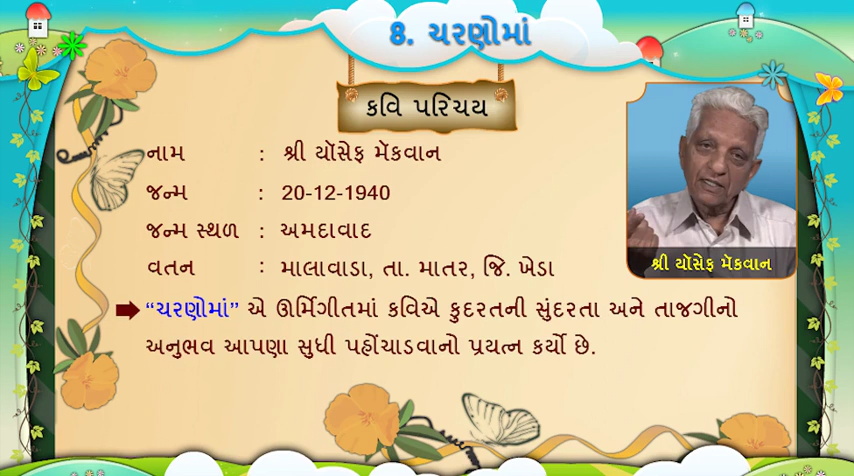 8. ચરણોમાં
કવિ પરિચય
નામ : શ્રી યૉસેફ મૅકવાન
જન્મ : 20-12-1940
જન્મ સ્થળ : અમદાવાદ
વતન : માલાવાડા, તા. માતર, જિ. ખેડા
શ્રી યૉસેફ મૅકવાન
“ચરણોમાં” એ ઊર્મિગીતમાં કવિએ કુદરતની સુંદરતા અને તાજગીનો
અનુભવ આપણા સુધી પહોંચાડવાનો પ્રયત્ન કર્યો છે.